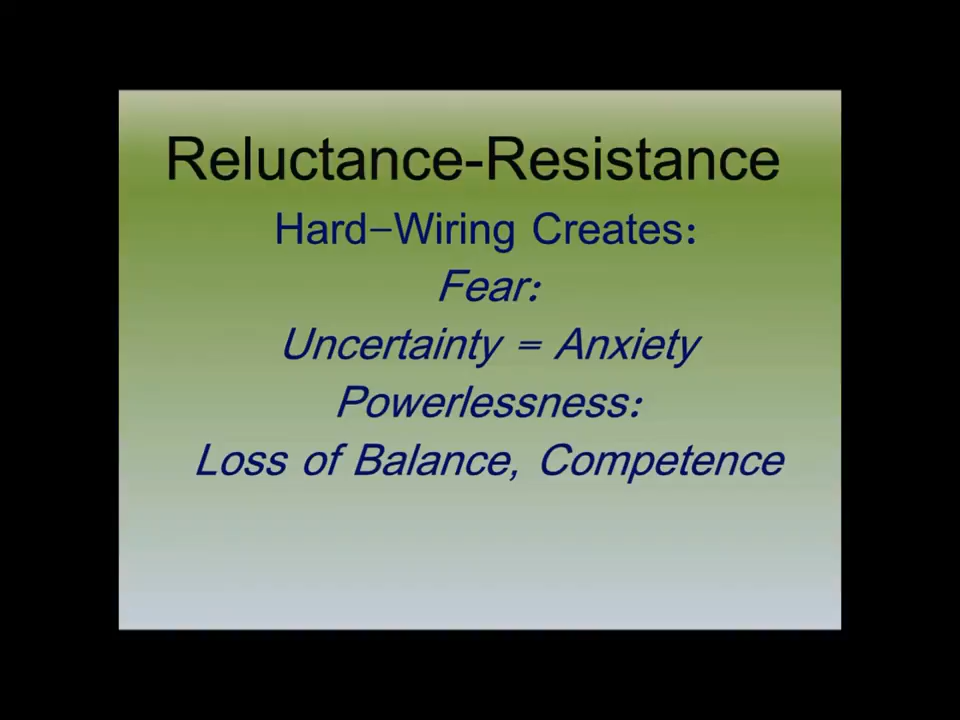 Reluctance-Resistance
Hard-Wiring Creates:
Fear:
Uncertainty = Anxiety
Powerlessness:
Loss of Balance, Competence